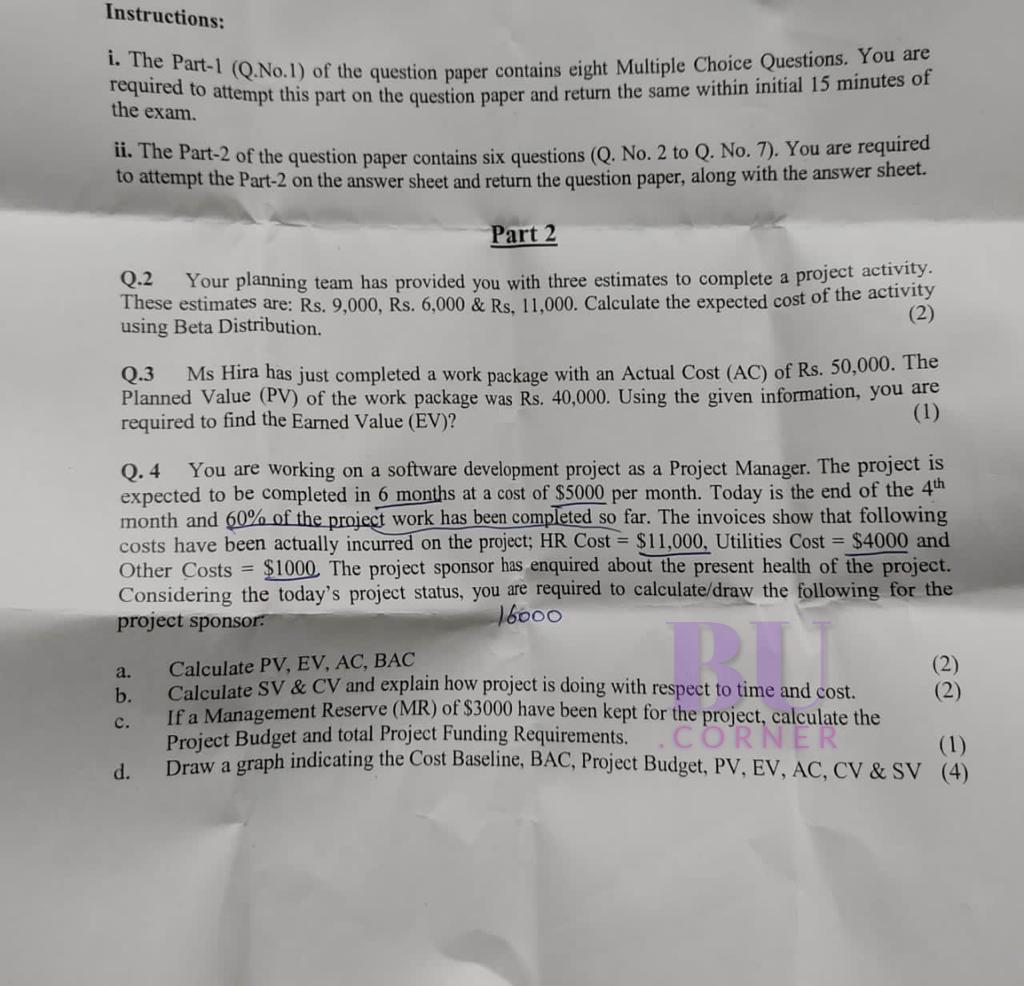 Instructions:
i. The Part-1 (Q.No.1) of the question paper contains eight Multiple Choice Questions. You are
required to attempt this part on the question paper and return the same within initial 15 minutes of
the exam.
ii. The Part-2 of the question paper contains six questions (Q. No. 2 to Q. No. 7). You are required
to attempt the Part-2 on the answer sheet and return the question paper, along with the answer sheet.
Part 2
Q.2 Your planning team has provided you with three estimates to complete a project activity.
These estimates are: Rs. 9,000, Rs. 6,000 & Rs, 11,000. Calculate the expected cost of the activity
using Beta Distribution. (2)
Q.3 Ms Hira has just completed a work package with an Actual Cost (AC) of Rs. 50,000. The
Planned Value (PV) of the work package was Rs. 40,000. Using the given information, you are
required to find the Earned Value (EV)? (1)
Q. 4 You are working on a software development project as a Project Manager. The project is
expected to be completed in 6 months at a cost of $5000 per month. Today is the end of the 4th
month and 60% of the project work has been completed so far. The invoices show that following
costs have been actually incurred on the project; HR Cost = $11,000, Utilities Cost = $4000 and
Other Costs = $1000. The project sponsor has enquired about the present health of the project.
Considering the today's project status, you are required to calculate/draw the following for the
project sponsor:
16000
a. Calculate PV, EV, AC, BAC (2)
b. Calculate SV & CV and explain how project is doing with respect to time and cost. (2)
c. If a Management Reserve (MR) of $3000 have been kept for the project, calculate the
Project Budget and total Project Funding Requirements. (1)
d. Draw a graph indicating the Cost Baseline, BAC, Project Budget, PV, EV, AC, CV & SV (4)
BU
.CORNER